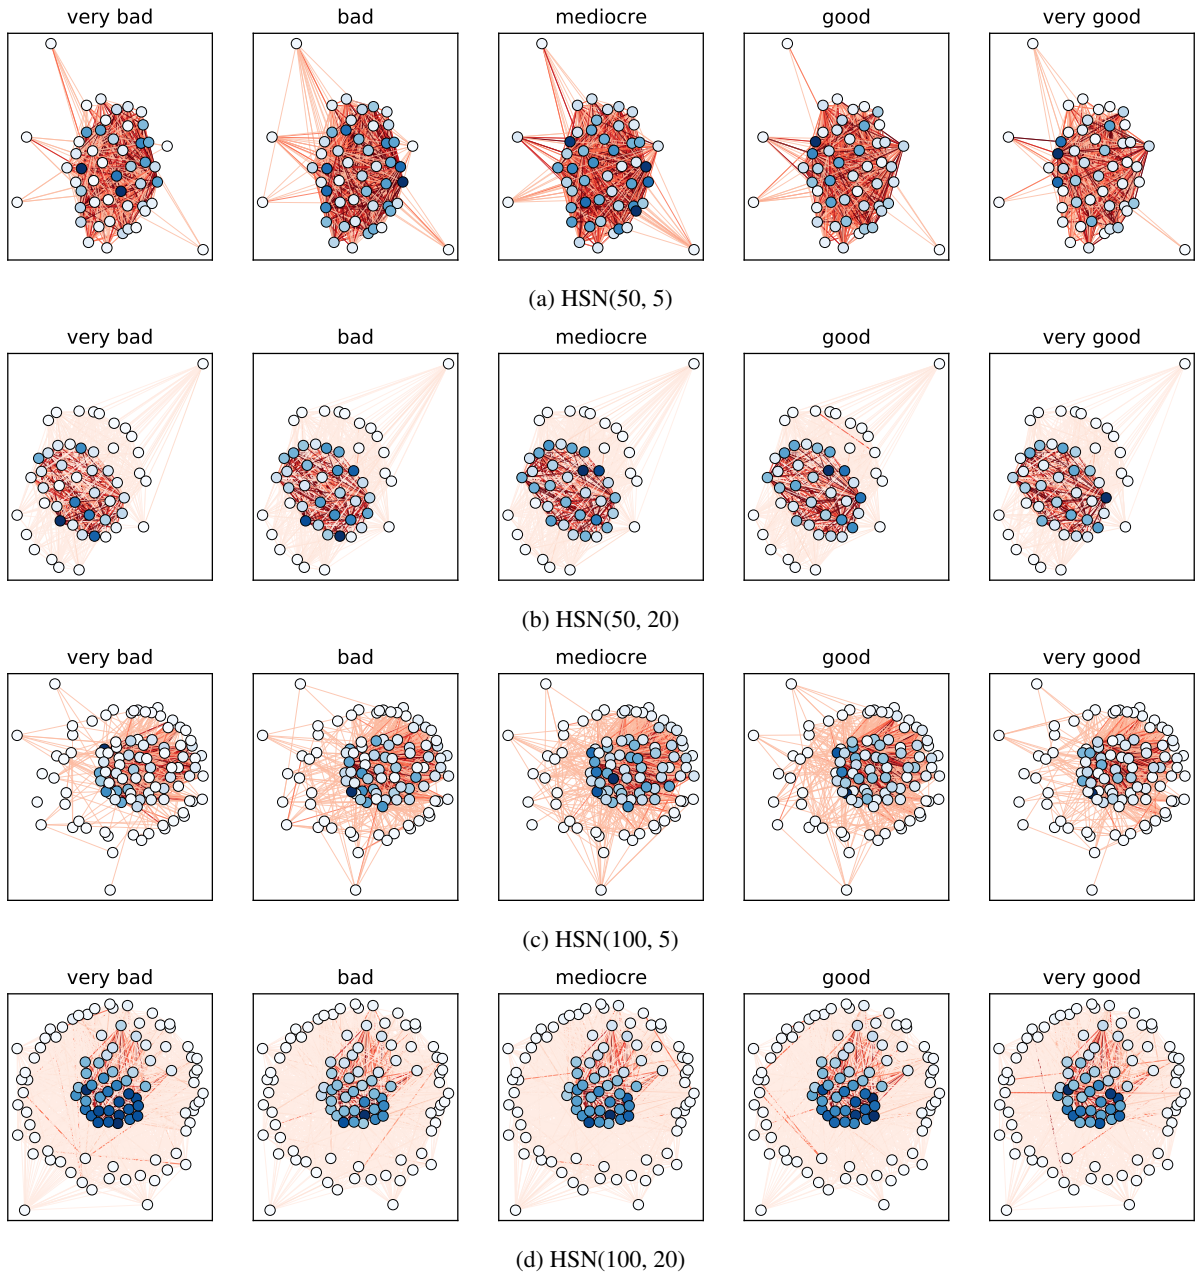 very bad bad mediocre good very good
(a) HSN(50, 5)
very bad bad mediocre good very good
(b) HSN(50, 20)
very bad bad mediocre good very good
(c) HSN(100, 5)
very bad bad mediocre good very good
(d) HSN(100, 20)